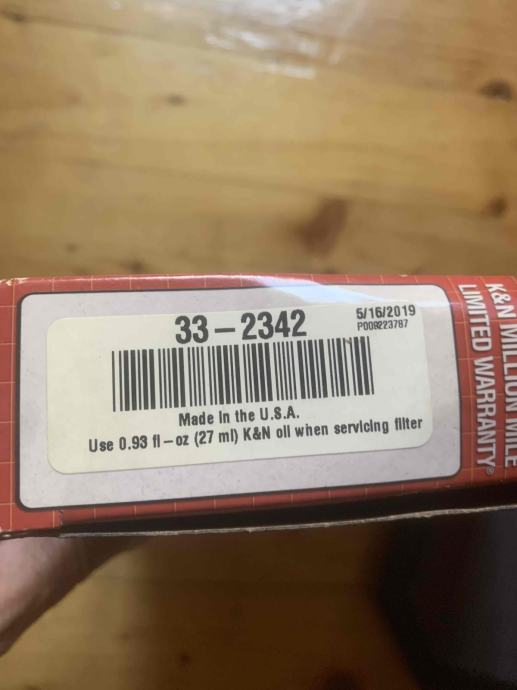 33-2342
5/16/2019
P009223787
Made in the U.S.A.
Use 0.93 fl-oz (27 ml) K&N oil when servicing filter
K&N MILLION MILE
LIMITED WARRANTY®